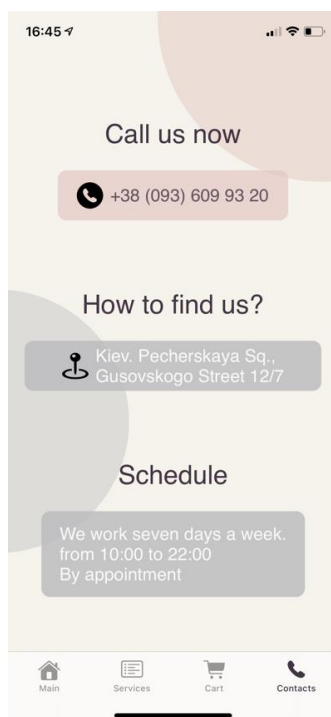 16:45
Call us now
+38 (093) 609 93 20
How to find us?
Kiev. Pecherskaya Sq.,
Gusovskogo Street 12/7
Schedule
We work seven days a week.
from 10:00 to 22:00
By appointment
Main Services Cart Contacts